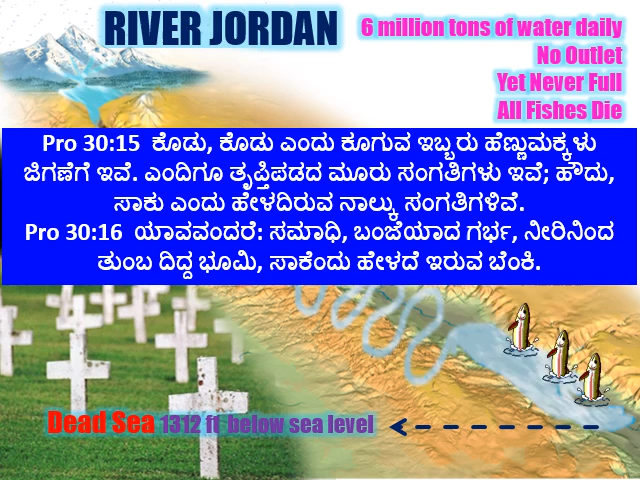 RIVER JORDAN
6 million tons of water daily
No Outlet
Yet Never Full
All Fishes Die
Pro 30:15 ಕೊಡು, ಕೊಡು ಎಂದು ಕೂಗುವ ಇಬ್ಬರು ಹೆಣ್ಣುಮಕ್ಕಳು
ಜಿಗಣೆಗೆ ಇವೆ. ಎಂದಿಗೂ ತೃಪ್ತಿಪಡದ ಮೂರು ಸಂಗತಿಗಳು ಇವೆ; ಹೌದು,
ಸಾಕು ಎಂದು ಹೇಳದಿರುವ ನಾಲ್ಕು ಸಂಗತಿಗಳಿವೆ.
Pro 30:16 ಯಾವವಂದರೆ: ಸಮಾಧಿ, ಬಂಜೆಯಾದ ಗರ್ಭ, ನೀರಿನಿಂದ
ತುಂಬ ದಿದ್ದ ಭೂಮಿ, ಸಾಕೆಂದು ಹೇಳದೆ ಇರುವ ಬೆಂಕಿ.
Dead Sea 1312 ft below sea level